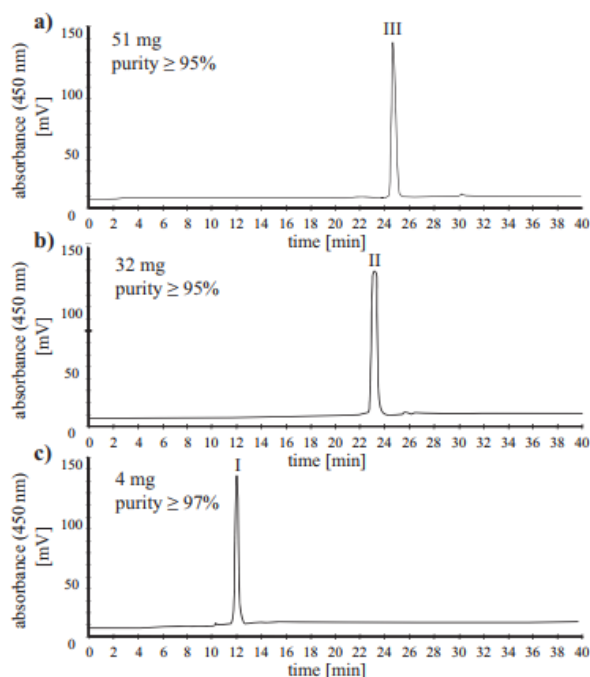 a)
III
51 mg
purity ≥ 95%
absorbance (450 nm)
[mV]
150
100
50
0
0 2 4 6 8 10 12 14 16 18 20 22 24 26 28 30 32 34 36 38 40
time [min]
b)
II
32 mg
purity ≥ 95%
absorbance (450 nm)
[mV]
150
100
50
0
0 2 4 6 8 10 12 14 16 18 20 22 24 26 28 30 32 34 36 38 40
time [min]
c)
I
4 mg
purity ≥ 97%
absorbance (450 nm)
[mV]
150
100
50
0
0 2 4 6 8 10 12 14 16 18 20 22 24 26 28 30 32 34 36 38 40
time [min]